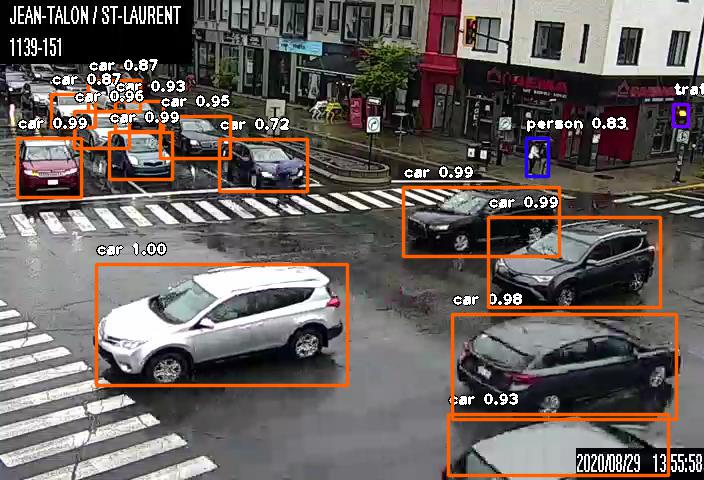 JEAN-TALON / ST-LAURENT
1139-151
car 0.87
car 0.87
car 0.93
car 0.96
car 0.95
car 0.99
car 0.99
car 0.72
person 0.83
traf
car 0.99
car 0.99
car 1.00
car 0.98
car 0.93
2020/08/29 13:55:58